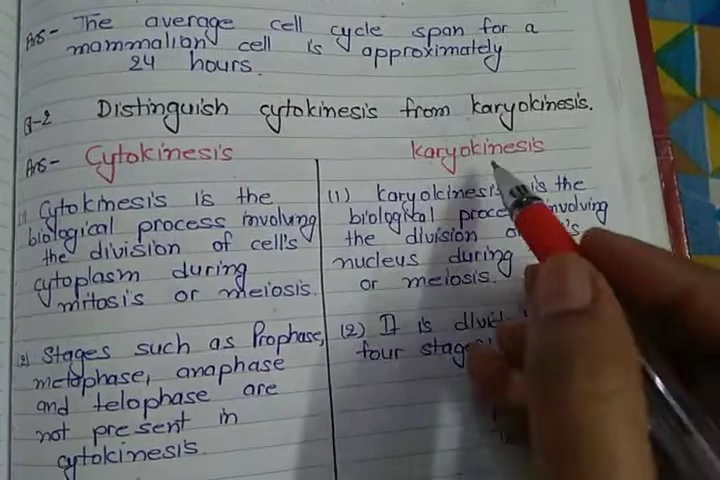 Ans- The average cell cycle span for a
mammalian cell is approximately
24 hours.
Q-2 Distinguish cytokinesis from karyokinesis.
Ans- Cytokinesis
(1) Cytokinesis is the
biological process involving
the division of cell's
cytoplasm during
mitosis or meiosis.
(2) Stages such as Prophase,
metaphase, anaphase
and telophase are
not present in
cytokinesis.
karyokinesis
(1) karyokinesis is the
biological process involving
the division
nucleus during
or meiosis.
(2) It is
four stages